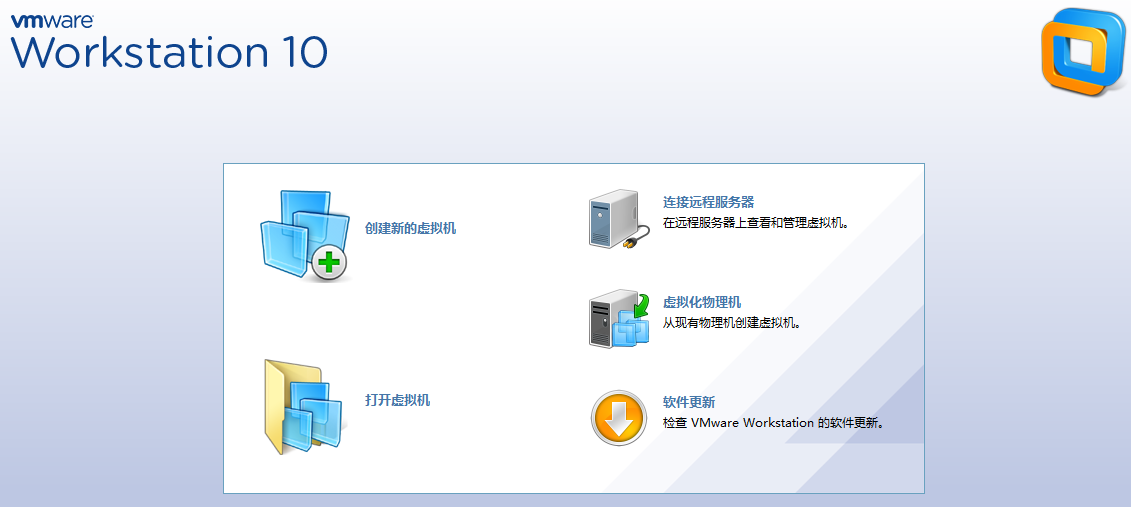 vmware
Workstation 10
创建新的虚拟机
打开虚拟机
连接远程服务器
在远程服务器上查看和管理虚拟机。
虚拟化物理机
从现有物理机创建虚拟机。
软件更新
检查 VMware Workstation 的软件更新。